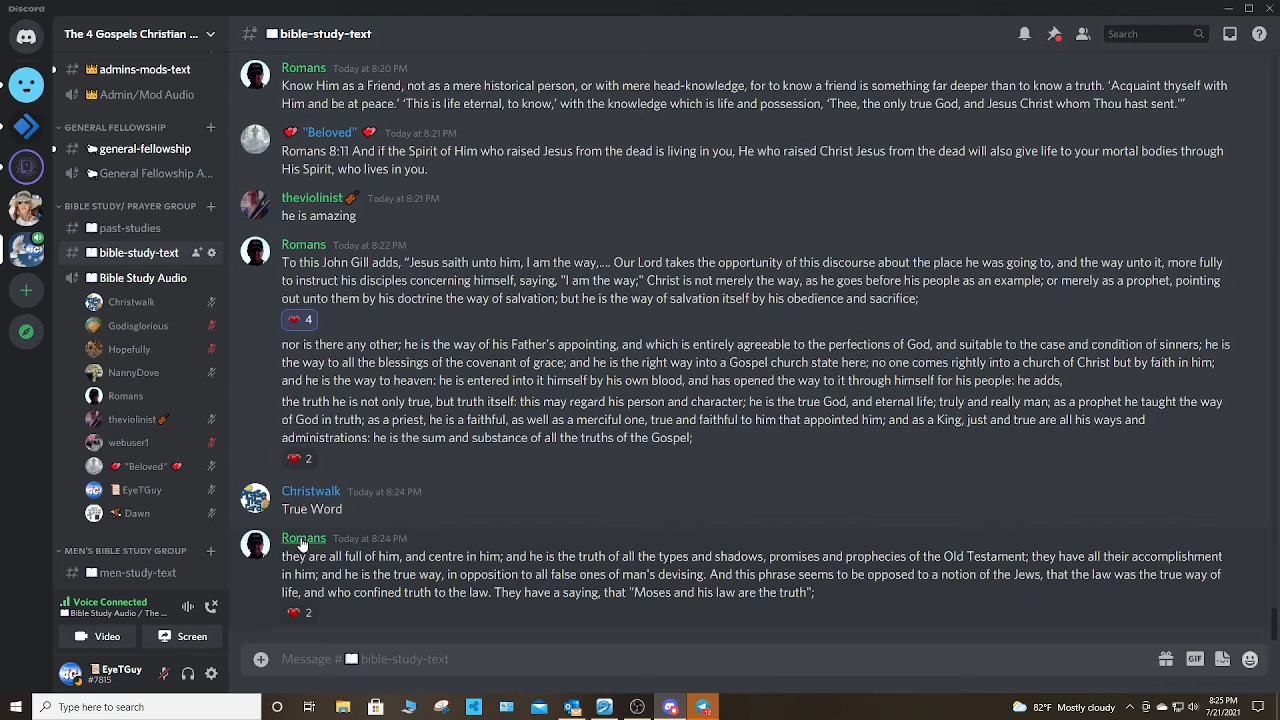 Discord
The 4 Gospels Christian ...
bible-study-text
Search
admins-mods-text
Admin/Mod Audio
GENERAL FELLOWSHIP
general-fellowship
General Fellowship A...
BIBLE STUDY/ PRAYER GROUP
past-studies
bible-study-text
Bible Study Audio
Christwalk
Godisglorious
Hopefully
NannyDove
Romans
theviolinist
webuser1
"Beloved"
EyeTGuy
Dawn
MEN'S BIBLE STUDY GROUP
men-study-text
Voice Connected
Bible Study Audio / The ...
Video
Screen
EyeTGuy
#7815
Romans Today at 8:20 PM
Know Him as a Friend, not as a mere historical person, or with mere head-knowledge, for to know a friend is something far deeper than to know a truth. ‘Acquaint thyself with
Him and be at peace.’ ‘This is life eternal, to know,’ with the knowledge which is life and possession, ‘Thee, the only true God, and Jesus Christ whom Thou hast sent.’”
"Beloved" Today at 8:21 PM
Romans 8:11 And if the Spirit of Him who raised Jesus from the dead is living in you, He who raised Christ Jesus from the dead will also give life to your mortal bodies through
His Spirit, who lives in you.
theviolinist Today at 8:21 PM
he is amazing
Romans Today at 8:22 PM
To this John Gill adds, “Jesus saith unto him, I am the way,.... Our Lord takes the opportunity of this discourse about the place he was going to, and the way unto it, more fully
to instruct his disciples concerning himself, saying, "I am the way;" Christ is not merely the way, as he goes before his people as an example; or merely as a prophet, pointing
out unto them by his doctrine the way of salvation; but he is the way of salvation itself by his obedience and sacrifice;
4
nor is there any other; he is the way of his Father's appointing, and which is entirely agreeable to the perfections of God, and suitable to the case and condition of sinners; he is
the way to all the blessings of the covenant of grace; and he is the right way into a Gospel church state here; no one comes rightly into a church of Christ but by faith in him;
and he is the way to heaven: he is entered into it himself by his own blood, and has opened the way to it through himself for his people: he adds,
the truth he is not only true, but truth itself: this may regard his person and character; he is the true God, and eternal life; truly and really man; as a prophet he taught the way
of God in truth; as a priest, he is a faithful, as well as a merciful one, true and faithful to him that appointed him; and as a King, just and true are all his ways and
administrations: he is the sum and substance of all the truths of the Gospel;
2
Christwalk Today at 8:24 PM
True Word
Romans Today at 8:24 PM
they are all full of him, and centre in him; and he is the truth of all the types and shadows, promises and prophecies of the Old Testament; they have all their accomplishment
in him; and he is the true way, in opposition to all false ones of man's devising. And this phrase seems to be opposed to a notion of the Jews, that the law was the true way of
life, and who confined truth to the law. They have a saying, that "Moses and his law are the truth";
2
Message # bible-study-text
GIF
Type here to search
82°F Mostly cloudy
8:25 PM
7/21/2021